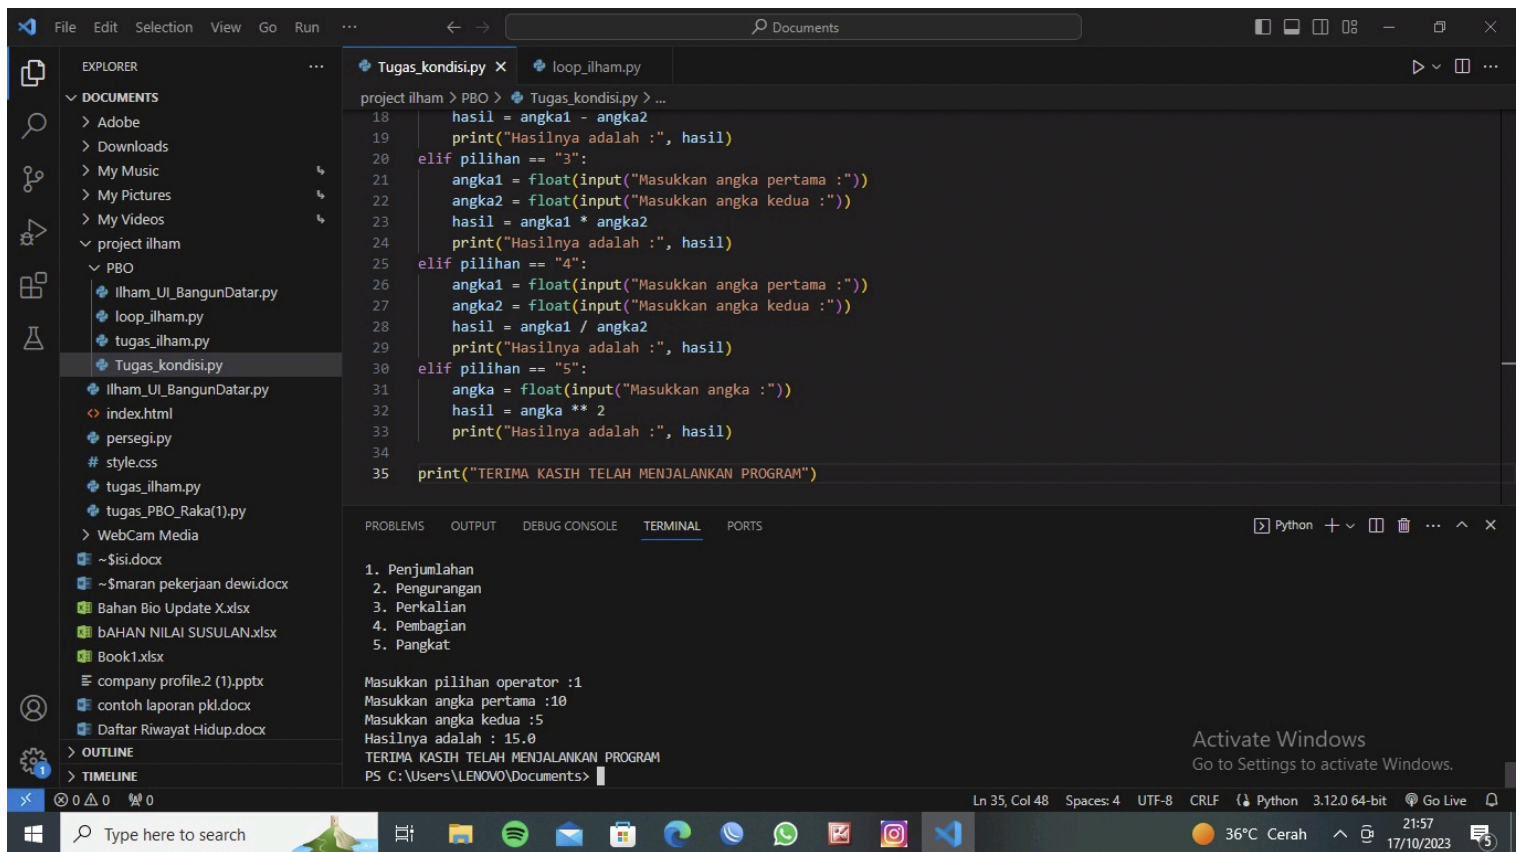 File Edit Selection View Go Run ··· Documents
EXPLORER ···
DOCUMENTS
Adobe
Downloads
My Music
My Pictures
My Videos
project ilham
PBO
Ilham_UI_BangunDatar.py
loop_ilham.py
tugas_ilham.py
Tugas_kondisi.py
Ilham_UI_BangunDatar.py
index.html
persegi.py
style.css
tugas_ilham.py
tugas_PBO_Raka(1).py
WebCam Media
~$isi.docx
~$maran pekerjaan dewi.docx
Bahan Bio Update X.xlsx
bAHAN NILAI SUSULAN.xlsx
Book1.xlsx
company profile.2 (1).pptx
contoh laporan pkl.docx
Daftar Riwayat Hidup.docx
OUTLINE
TIMELINE
Tugas_kondisi.py loop_ilham.py
project ilham > PBO > Tugas_kondisi.py > ...
18 hasil = angka1 - angka2
19 print("Hasilnya adalah :", hasil)
20 elif pilihan == "3":
21 angka1 = float(input("Masukkan angka pertama :"))
22 angka2 = float(input("Masukkan angka kedua :"))
23 hasil = angka1 * angka2
24 print("Hasilnya adalah :", hasil)
25 elif pilihan == "4":
26 angka1 = float(input("Masukkan angka pertama :"))
27 angka2 = float(input("Masukkan angka kedua :"))
28 hasil = angka1 / angka2
29 print("Hasilnya adalah :", hasil)
30 elif pilihan == "5":
31 angka = float(input("Masukkan angka :"))
32 hasil = angka ** 2
33 print("Hasilnya adalah :", hasil)
34
35 print("TERIMA KASIH TELAH MENJALANKAN PROGRAM")
PROBLEMS OUTPUT DEBUG CONSOLE TERMINAL PORTS Python
1. Penjumlahan
2. Pengurangan
3. Perkalian
4. Pembagian
5. Pangkat
Masukkan pilihan operator :1
Masukkan angka pertama :10
Masukkan angka kedua :5
Hasilnya adalah : 15.0
TERIMA KASIH TELAH MENJALANKAN PROGRAM
PS C:\Users\LENOVO\Documents>
Activate Windows
Go to Settings to activate Windows.
1
0 0 0 Ln 35, Col 48 Spaces: 4 UTF-8 CRLF Python 3.12.0 64-bit Go Live
Type here to search 36°C Cerah 21:57
17/10/2023
5